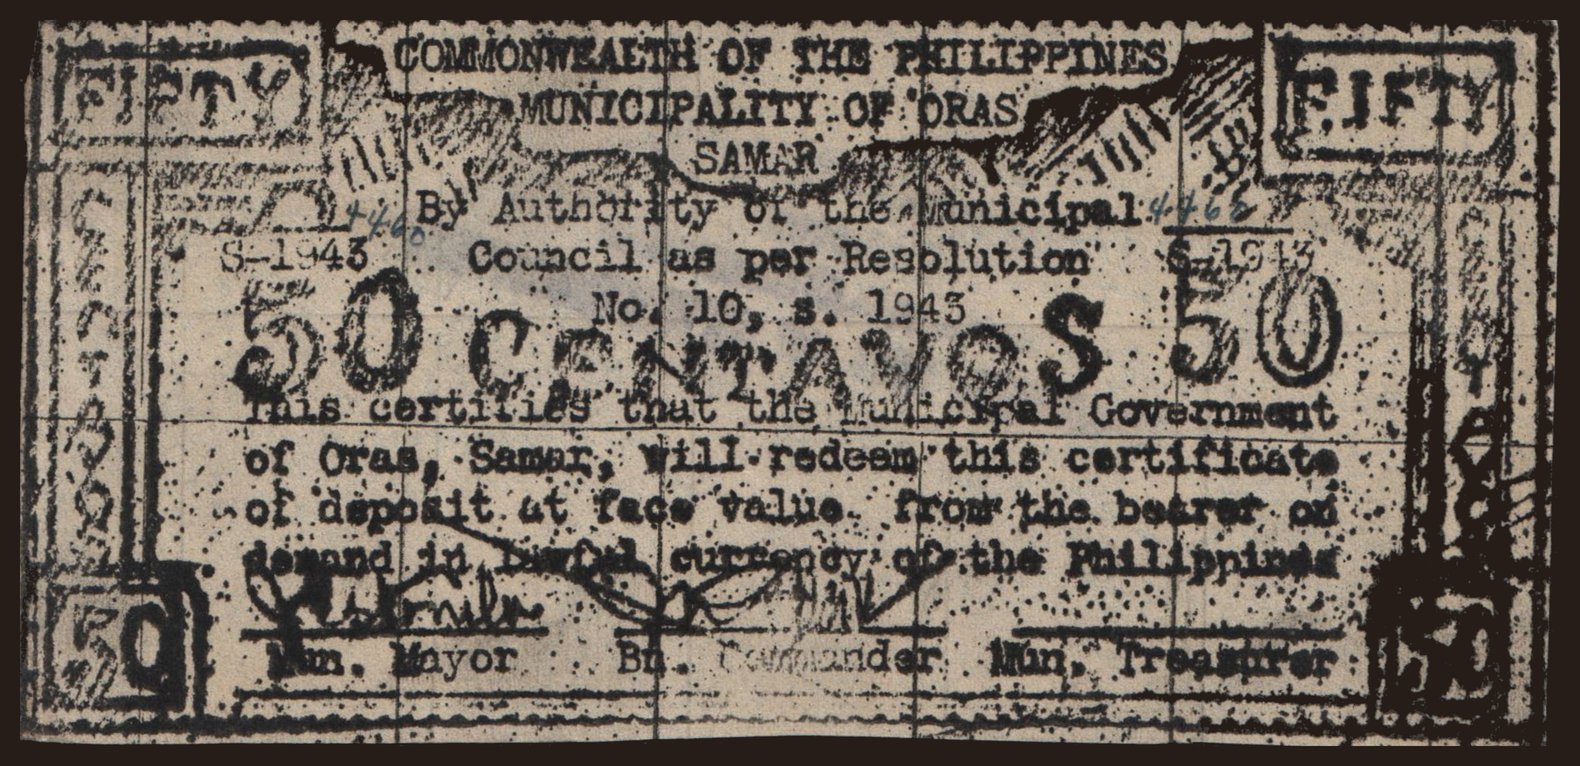 COMMONWEALTH OF THE PHILIPPINES
MUNICIPALITY OF ORAS
SAMAR
FIFTY
FIFTY
By Authority of the Municipal
4460
4460
S-1943
Council as per Resolution
S-1943
No. 10, s. 1943
50 CENTAVOS 50
This certifies that the Municipal Government
of Oras, Samar, will redeem this certificate
of deposit at face value from the bearer on
demand in lawful currency of the Philippines
Mun. Mayor
Bn. Commander
Mun. Treasurer
50
50